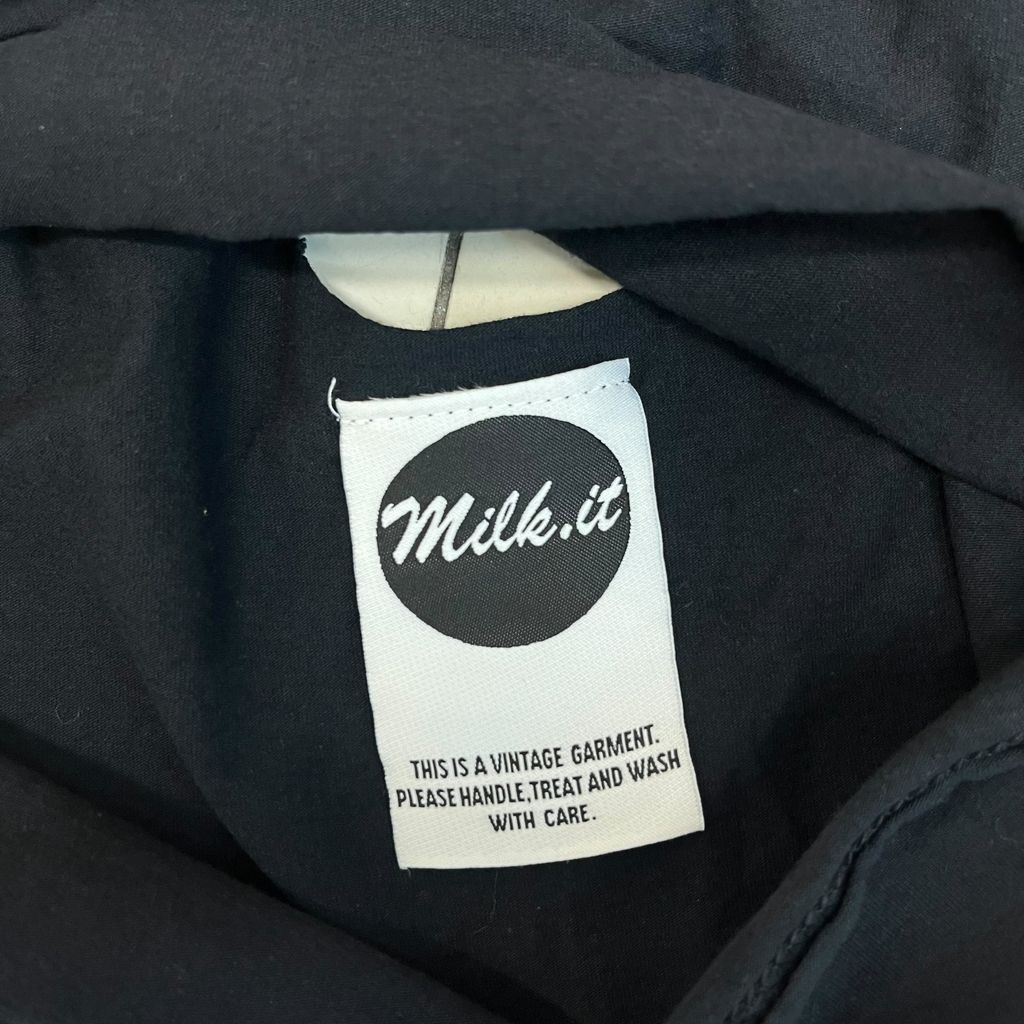 Milk.it
THIS IS A VINTAGE GARMENT.
PLEASE HANDLE,TREAT AND WASH
WITH CARE.